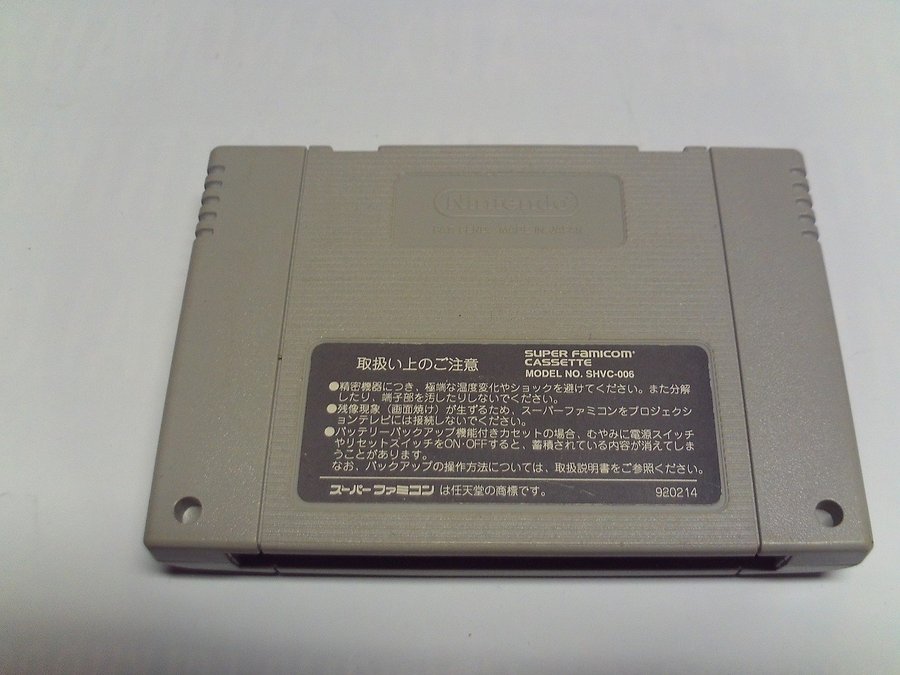 Nintendo
PAT. PEND. MADE IN JAPAN
取扱い上のご注意
SUPER FAMICOM
CASSETTE
MODEL NO. SHVC-006
●精密機器につき、極端な温度変化やショックを避けてください。また分解
したり、端子部を汚したりしないでください。
●残像現象（画面焼け）が生ずるため、スーパーファミコンをプロジェクシ
ョンテレビには接続しないでください。
●バッテリーバックアップ機能付きカセットの場合、むやみに電源スイッチ
やリセットスイッチをON・OFFすると、蓄積されている内容が消えてしま
うことがあります。
なお、バックアップの操作方法については、取扱説明書をご参照ください。
スーパーファミコン は任天堂の商標です。
920214